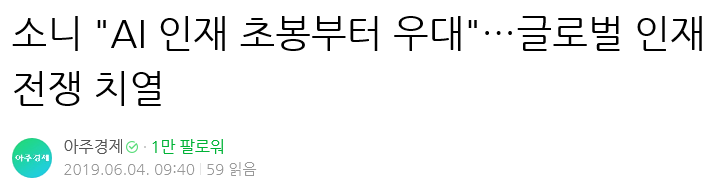 소니 "AI 인재 초봉부터 우대"…글로벌 인재
전쟁 치열
아주경제
아주경제 · 1만 팔로워
2019.06.04. 09:40 | 59 읽음